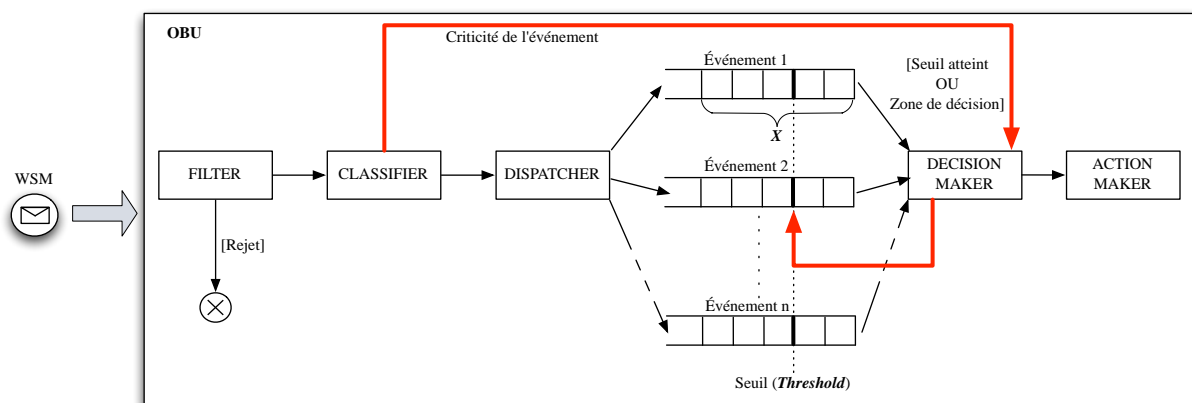 OBU
Criticité de l'événement
Événement 1
[Seuil atteint
OU
Zone de décision]
X
WSM
FILTER
CLASSIFIER
DISPATCHER
Événement 2
DECISION
MAKER
ACTION
MAKER
[Rejet]
Événement n
Seuil (Threshold)